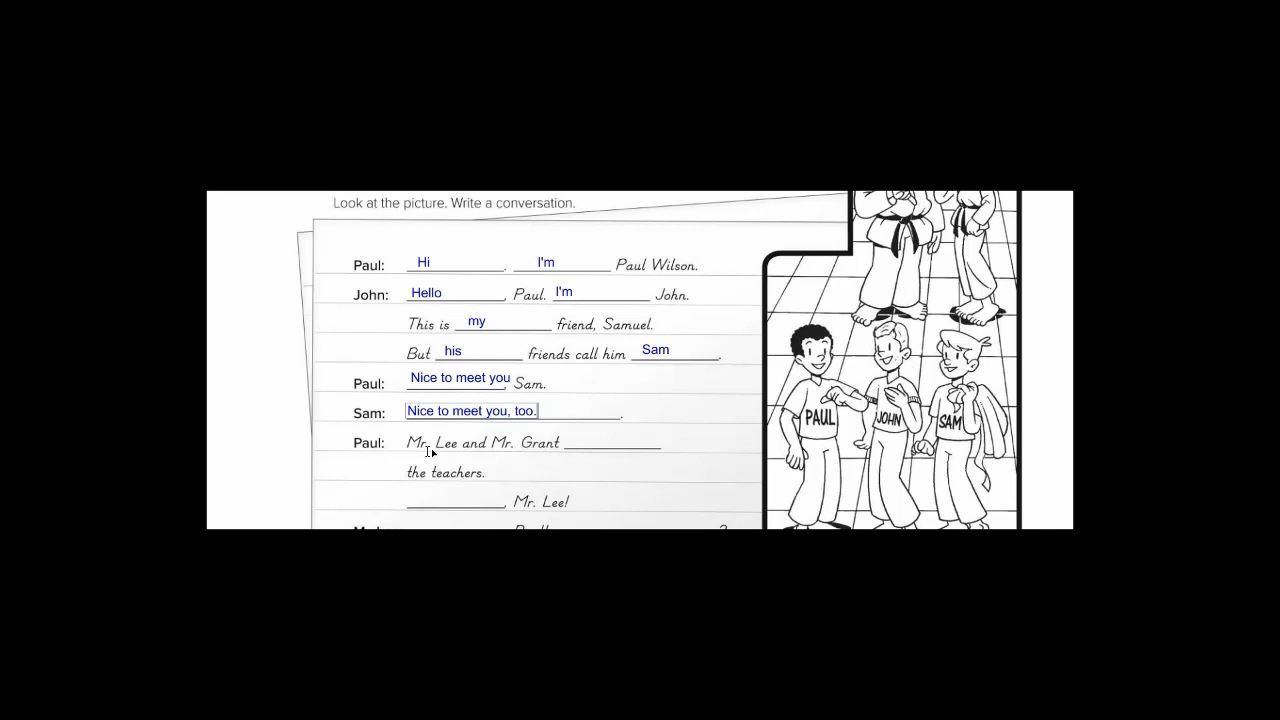 Look at the picture. Write a conversation.
Paul: Hi, I'm Paul Wilson.
John: Hello, Paul. I'm John.
This is my friend, Samuel.
But his friends call him Sam.
Paul: Nice to meet you, Sam.
Sam: Nice to meet you, too..
Paul: Mr. Lee and Mr. Grant
the teachers.
, Mr. Lee!
PAUL
JOHN
SAM